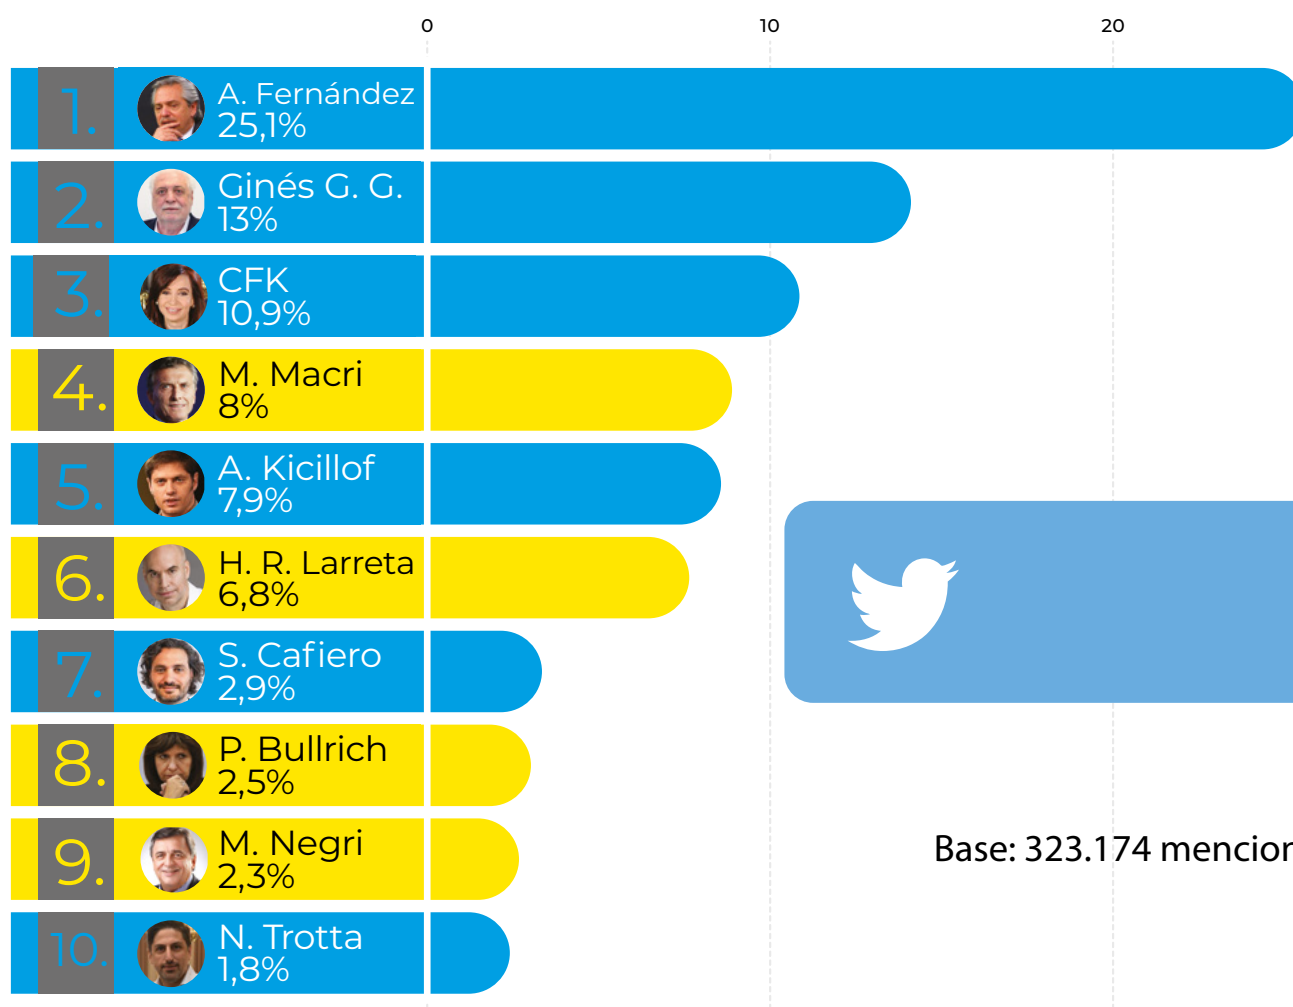 0 10 20
1. A. Fernández
25,1%
2. Ginés G. G.
13%
3. CFK
10,9%
4. M. Macri
8%
5. A. Kicillof
7,9%
6. H. R. Larreta
6,8%
7. S. Cafiero
2,9%
8. P. Bullrich
2,5%
Base: 323.174 mencion
9. M. Negri
2,3%
10. N. Trotta
1,8%